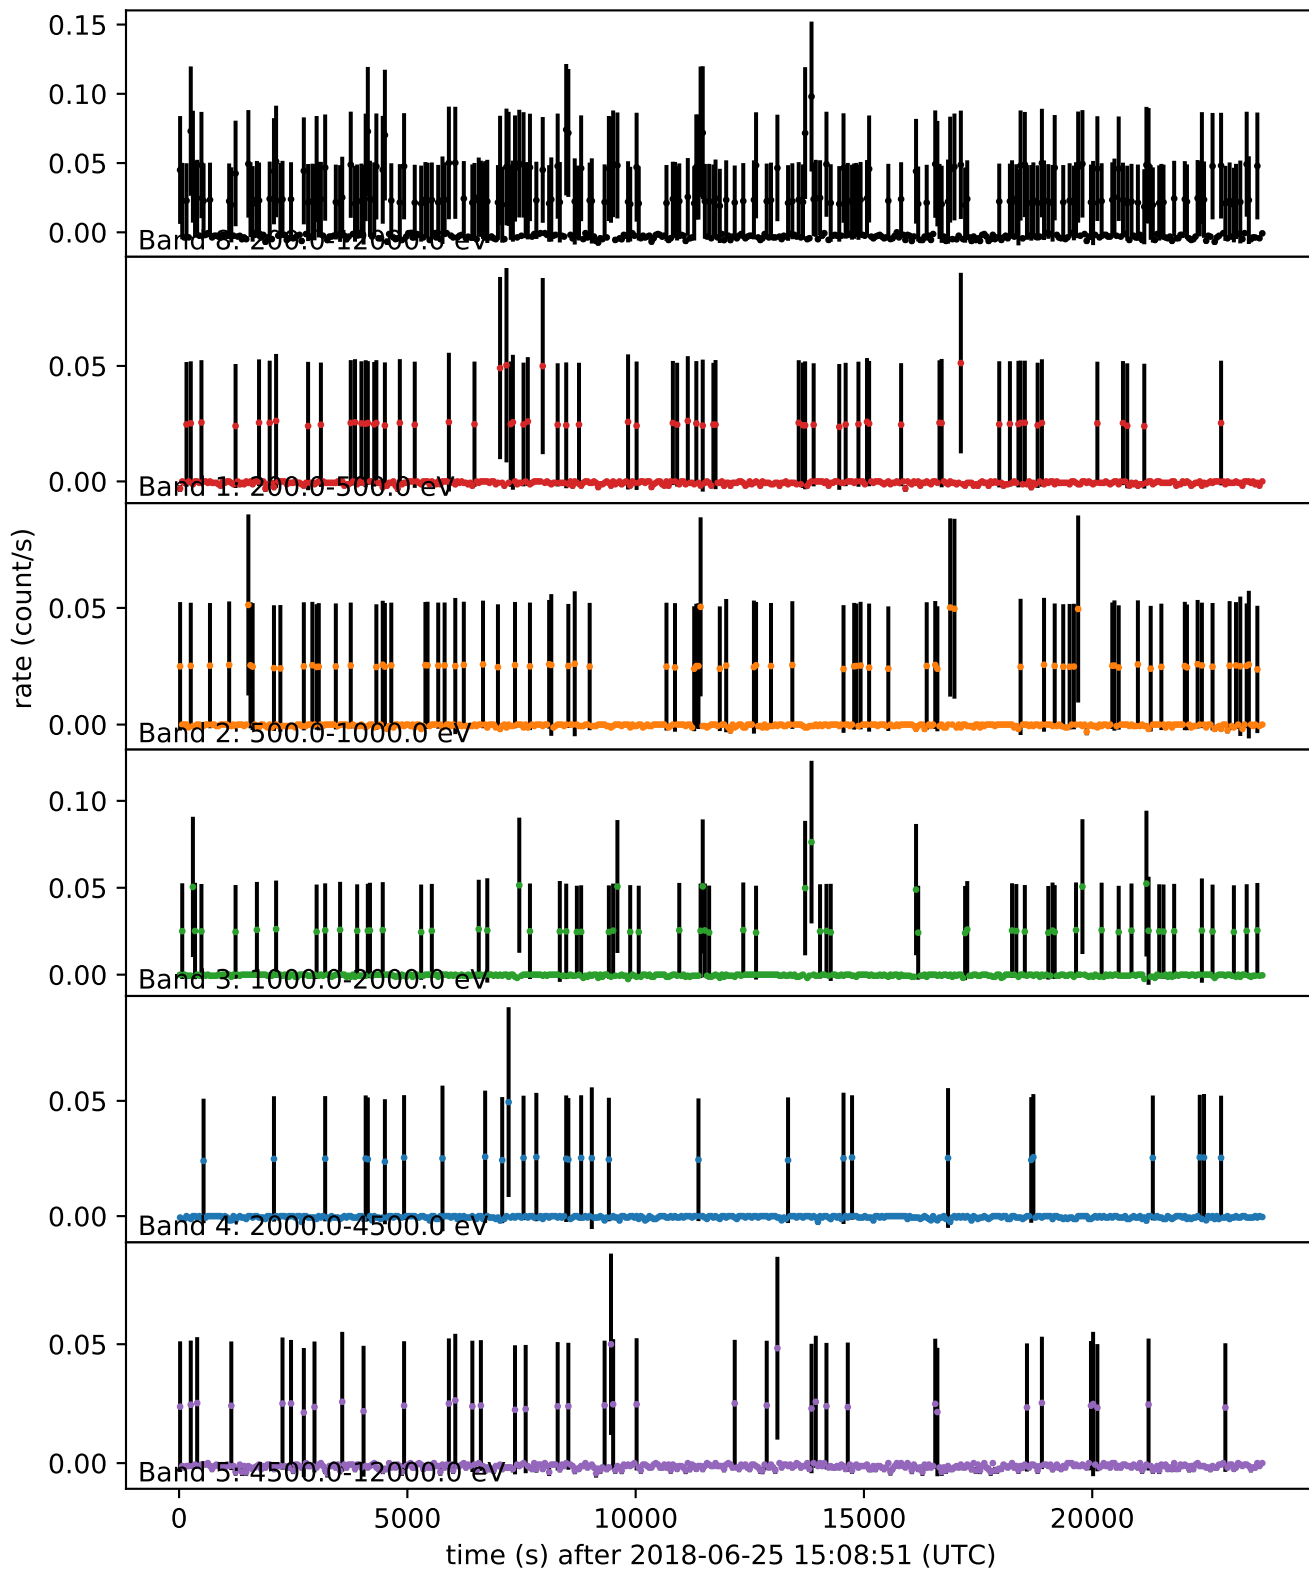 0.15
0.10
0.05
0.00
Band 8: 200.0-12000.0 eV
0.05
0.00
Band 1: 200.0-500.0 eV
rate (count/s)
0.05
0.00
Band 2: 500.0-1000.0 eV
0.10
0.05
0.00
Band 3: 1000.0-2000.0 eV
0.05
0.00
Band 4: 2000.0-4500.0 eV
0.05
0.00
Band 5: 4500.0-12000.0 eV
0 5000 10000 15000 20000
time (s) after 2018-06-25 15:08:51 (UTC)